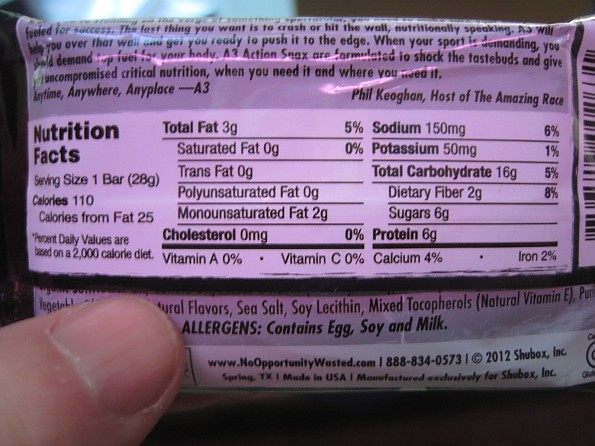 fueled for success. The last thing you want is to crash or hit the wall, nutritionally speaking. A3 will
help you over that wall and get you ready to push it to the edge. When your sport is demanding, you
should demand top fuel for your body. A3 Action Snax are formulated to shock the tastebuds and give
uncompromised critical nutrition, when you need it and where you need it.
Anytime, Anywhere, Anyplace —A3
Phil Keoghan, Host of The Amazing Race
Nutrition
Facts
Serving Size 1 Bar (28g)
Calories 110
Calories from Fat 25
*Percent Daily Values are
based on a 2,000 calorie diet.
Total Fat 3g 5%
Saturated Fat 0g 0%
Trans Fat 0g
Polyunsaturated Fat 0g
Monounsaturated Fat 2g
Cholesterol 0mg 0%
Sodium 150mg 6%
Potassium 50mg 1%
Total Carbohydrate 16g 5%
Dietary Fiber 2g 8%
Sugars 6g
Protein 6g
Vitamin A 0% • Vitamin C 0% Calcium 4% • Iron 2%
Natural Flavors, Sea Salt, Soy Lecithin, Mixed Tocopherols (Natural Vitamin E),
ALLERGENS: Contains Egg, Soy and Milk.
www.NoOpportunityWasted.com | 888-834-0573 | © 2012 Shubox, Inc.
Spring, TX | Made in USA | Manufactured exclusively for Shubox, Inc.